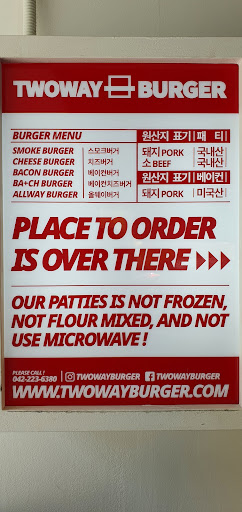 TWOWAY BURGER
BURGER MENU
SMOKE BURGER 스모크버거
CHEESE BURGER 치즈버거
BACON BURGER 베이컨버거
BA+CH BURGER 베이컨치즈버거
ALLWAY BURGER 올웨이버거
원산지 표기 패 티
돼지 PORK 국내산
소 BEEF 국내산
원산지 표기 베이컨
돼지 PORK 미국산
PLACE TO ORDER
IS OVER THERE ▶▶▶
OUR PATTIES IS NOT FROZEN,
NOT FLOUR MIXED, AND NOT
USE MICROWAVE !
PLEASE CALL !
042-223-6380 TWOWAYBURGER TWOWAYBURGER
WWW.TWOWAYBURGER.COM